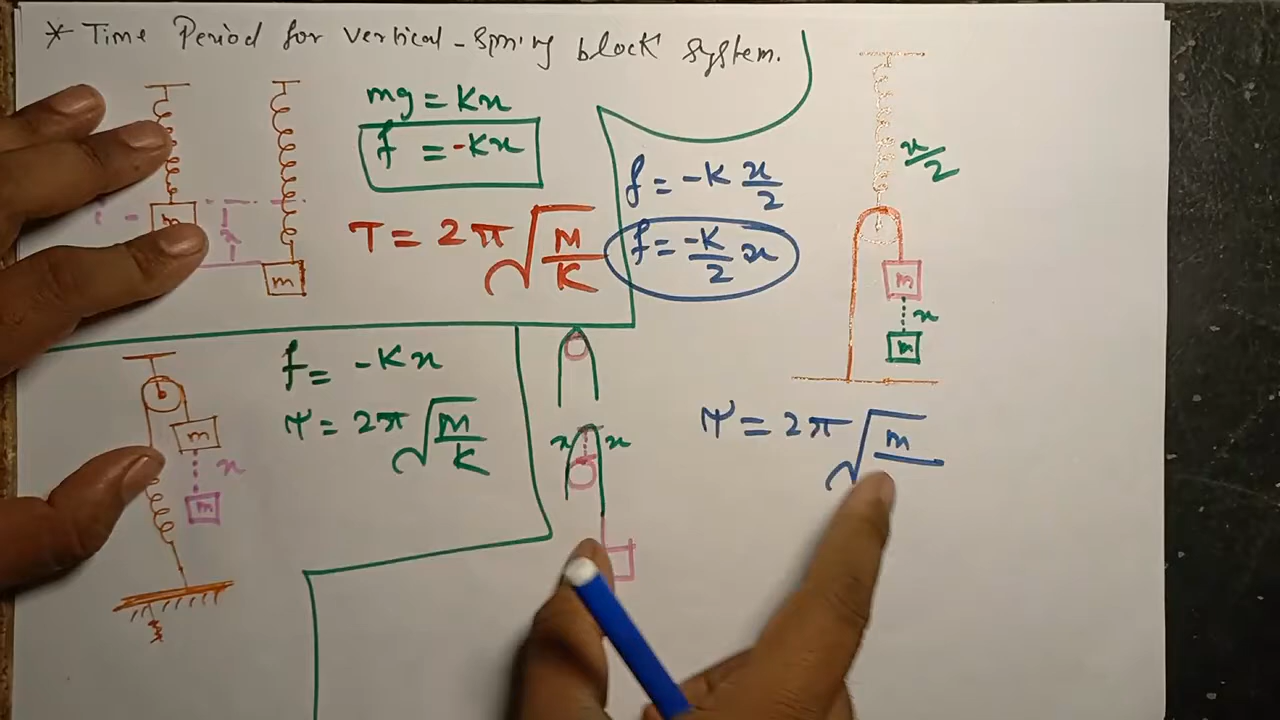 * Time Period for vertical-spring block system.
mg = Kx
f = -Kx
T = 2π√M/K
f = -K x/2
f = -K/2 x
x/2
m
x
m
m
x
m
f = -Kx
T = 2π√M/K
m
x
m
x x
T = 2π√m